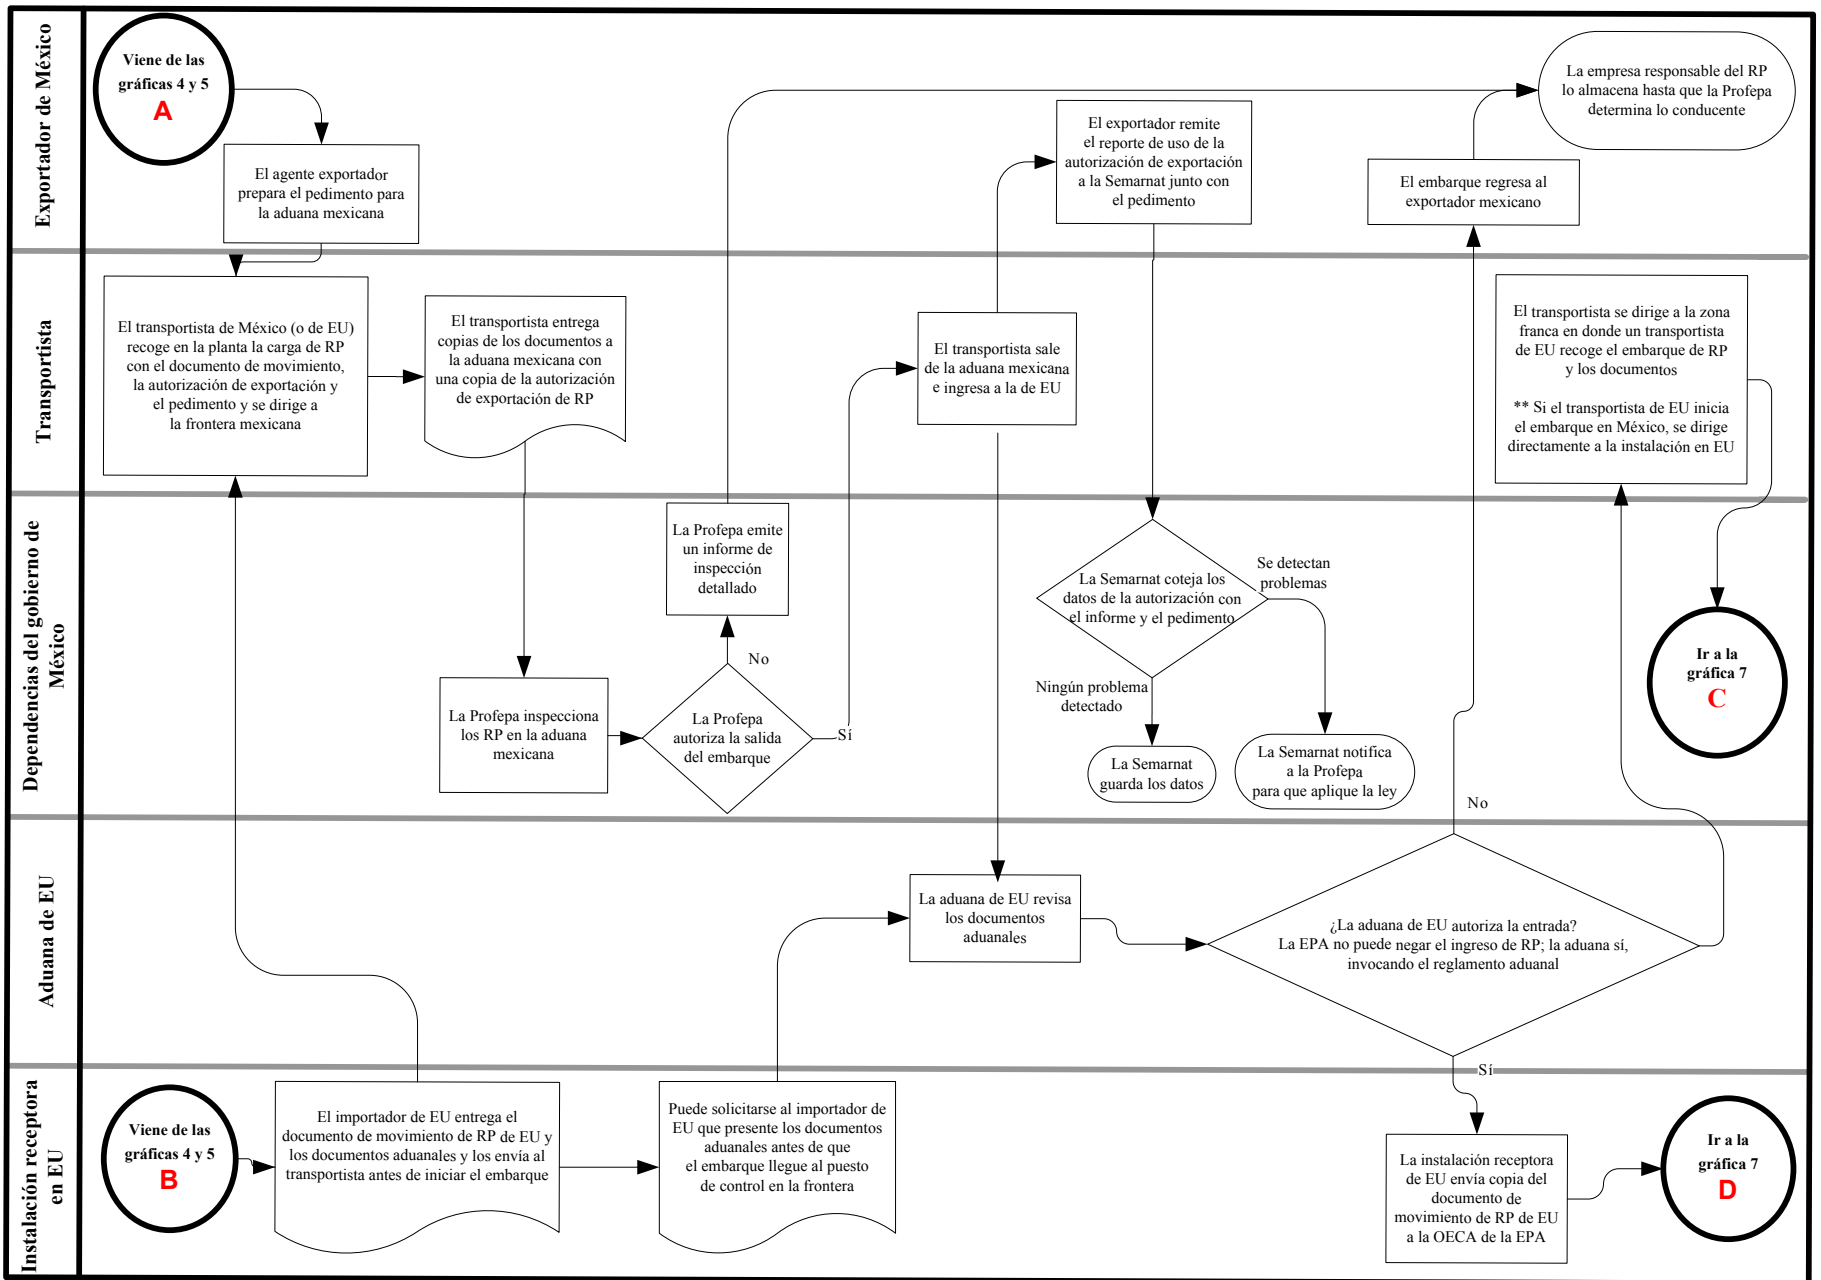 Exportador de México
Viene de las
gráficas 4 y 5
A
El agente exportador
prepara el pedimento para
la aduana mexicana
El exportador remite
el reporte de uso de la
autorización de exportación
a la Semarnat junto con
el pedimento
La empresa responsable del RP
lo almacena hasta que la Profepa
determina lo conducente
El embarque regresa al
exportador mexicano
Transportista
El transportista de México (o de EU)
recoge en la planta la carga de RP
con el documento de movimiento,
la autorización de exportación y
el pedimento y se dirige a
la frontera mexicana
El transportista entrega
copias de los documentos a
la aduana mexicana con
una copia de la autorización
de exportación de RP
El transportista sale
de la aduana mexicana
e ingresa a la de EU
El transportista se dirige a la zona
franca en donde un transportista
de EU recoge el embarque de RP
y los documentos
** Si el transportista de EU inicia
el embarque en México, se dirige
directamente a la instalación en EU
Dependencias del gobierno de
México
La Profepa emite
un informe de
inspección
detallado
No
La Profepa inspecciona
los RP en la aduana
mexicana
La Profepa
autoriza la salida
del embarque
Sí
La Semarnat coteja los
datos de la autorización con
el informe y el pedimento
Se detectan
problemas
Ningún problema
detectado
La Semarnat
guarda los datos
La Semarnat notifica
a la Profepa
para que aplique la ley
Ir a la
gráfica 7
C
No
Aduana de EU
La aduana de EU revisa
los documentos
aduanales
¿La aduana de EU autoriza la entrada?
La EPA no puede negar el ingreso de RP; la aduana sí,
invocando el reglamento aduanal
Sí
Instalación receptora
en EU
Viene de las
gráficas 4 y 5
B
El importador de EU entrega el
documento de movimiento de RP de EU y
los documentos aduanales y los envía al
transportista antes de iniciar el embarque
Puede solicitarse al importador de
EU que presente los documentos
aduanales antes de que
el embarque llegue al puesto
de control en la frontera
La instalación receptora
de EU envía copia del
documento de
movimiento de RP de EU
a la OECA de la EPA
Ir a la
gráfica 7
D